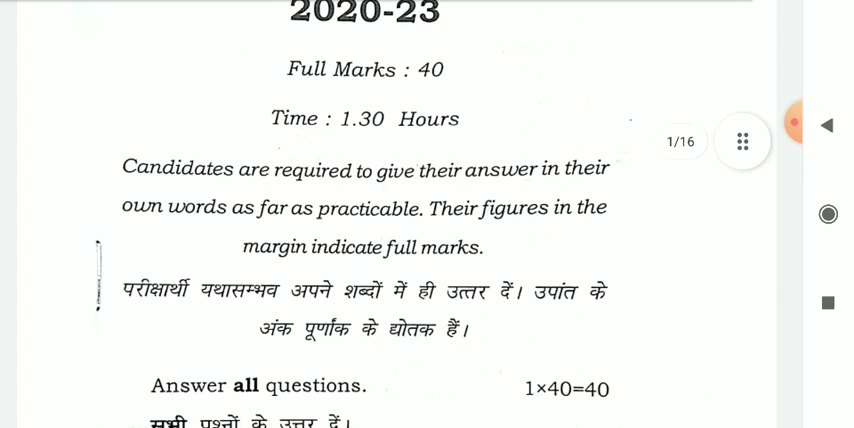 2020-23
Full Marks : 40
Time : 1.30 Hours
1/16
Candidates are required to give their answer in their
own words as far as practicable. Their figures in the
margin indicate full marks.
परीक्षार्थी यथासम्भव अपने शब्दों में ही उत्तर दें। उपांत के
अंक पूर्णांक के द्योतक हैं।
Answer all questions. 1×40=40
सभी प्रश्नों के उत्तर दें।